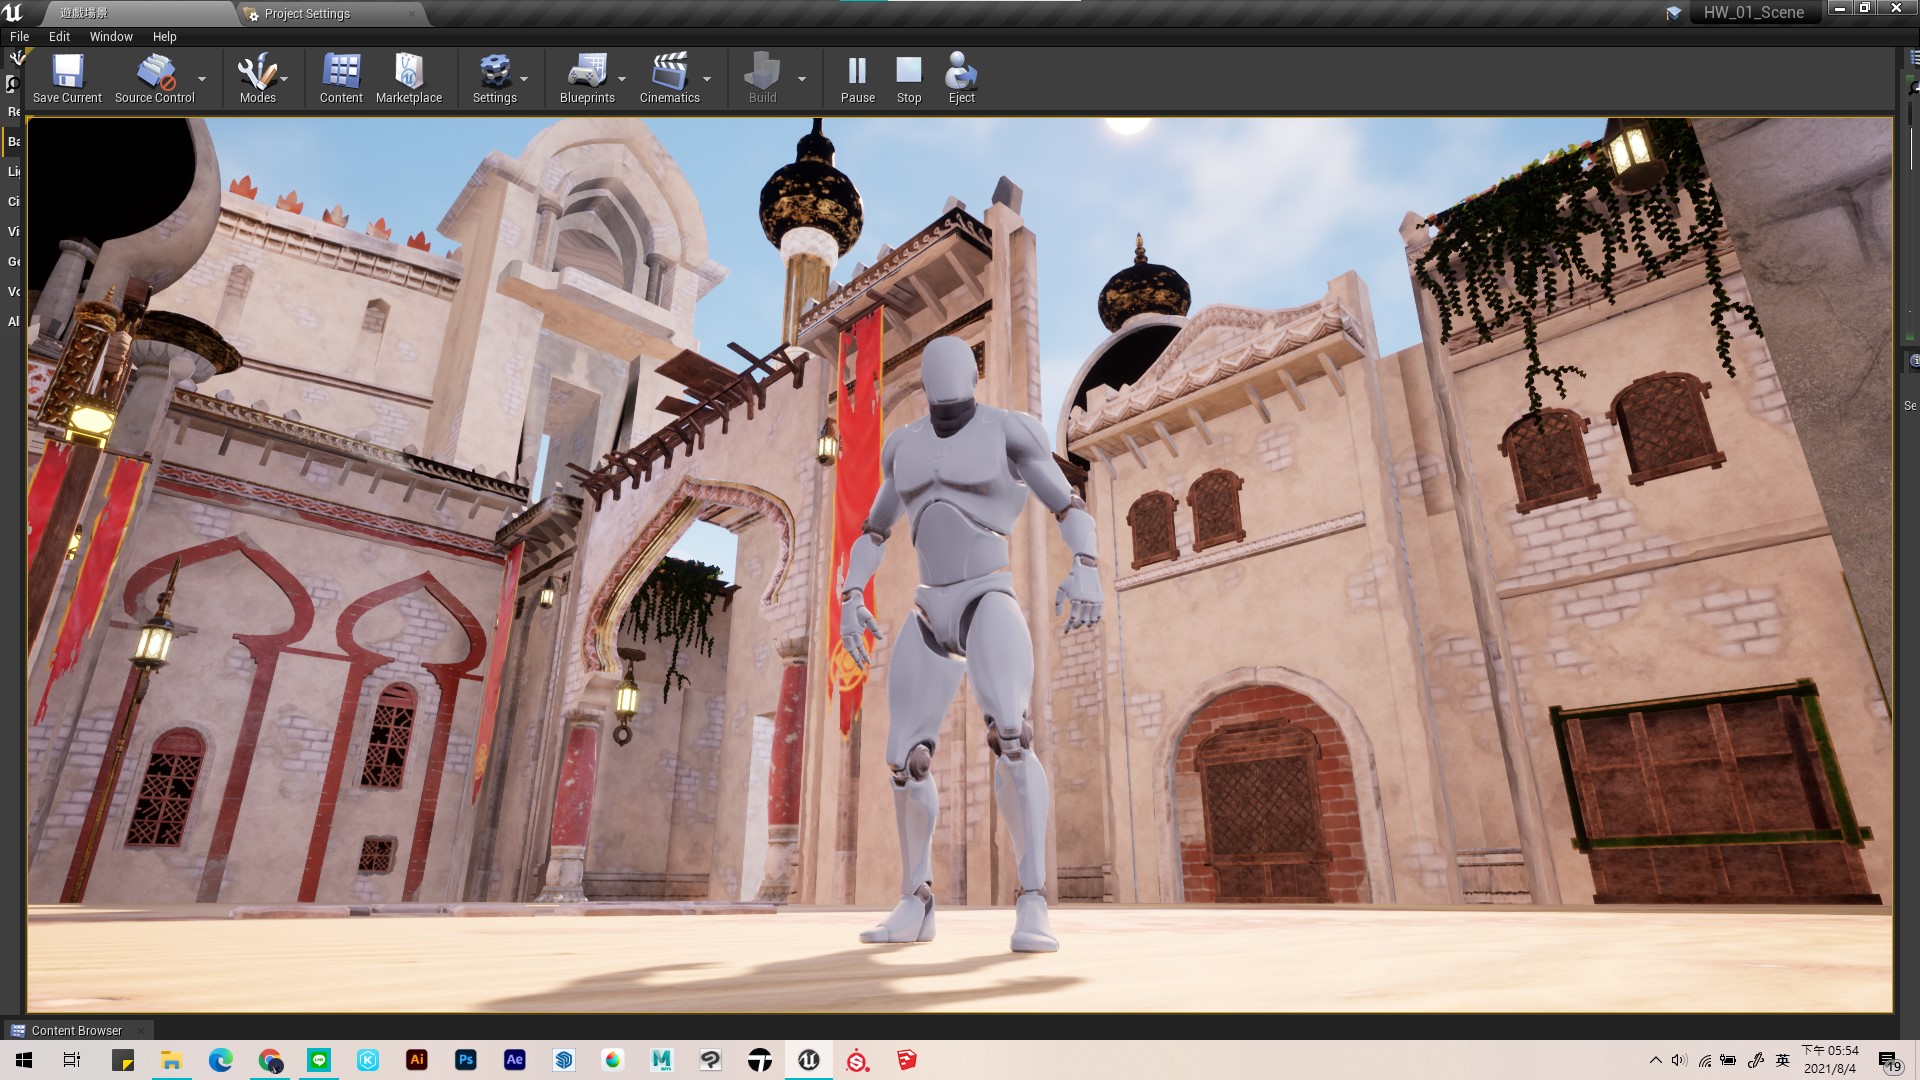 遊戲場景
Project Settings
HW_01_Scene
File Edit Window Help
Save Current
Source Control
Modes
Content
Marketplace
Settings
Blueprints
Cinematics
Build
Pause
Stop
Eject
Re
Ba
Li
Ci
Vi
Ge
Vo
Al
Se
Content Browser
Ai
Ps
Ae
M
英
下午 05:54
2021/8/4
19